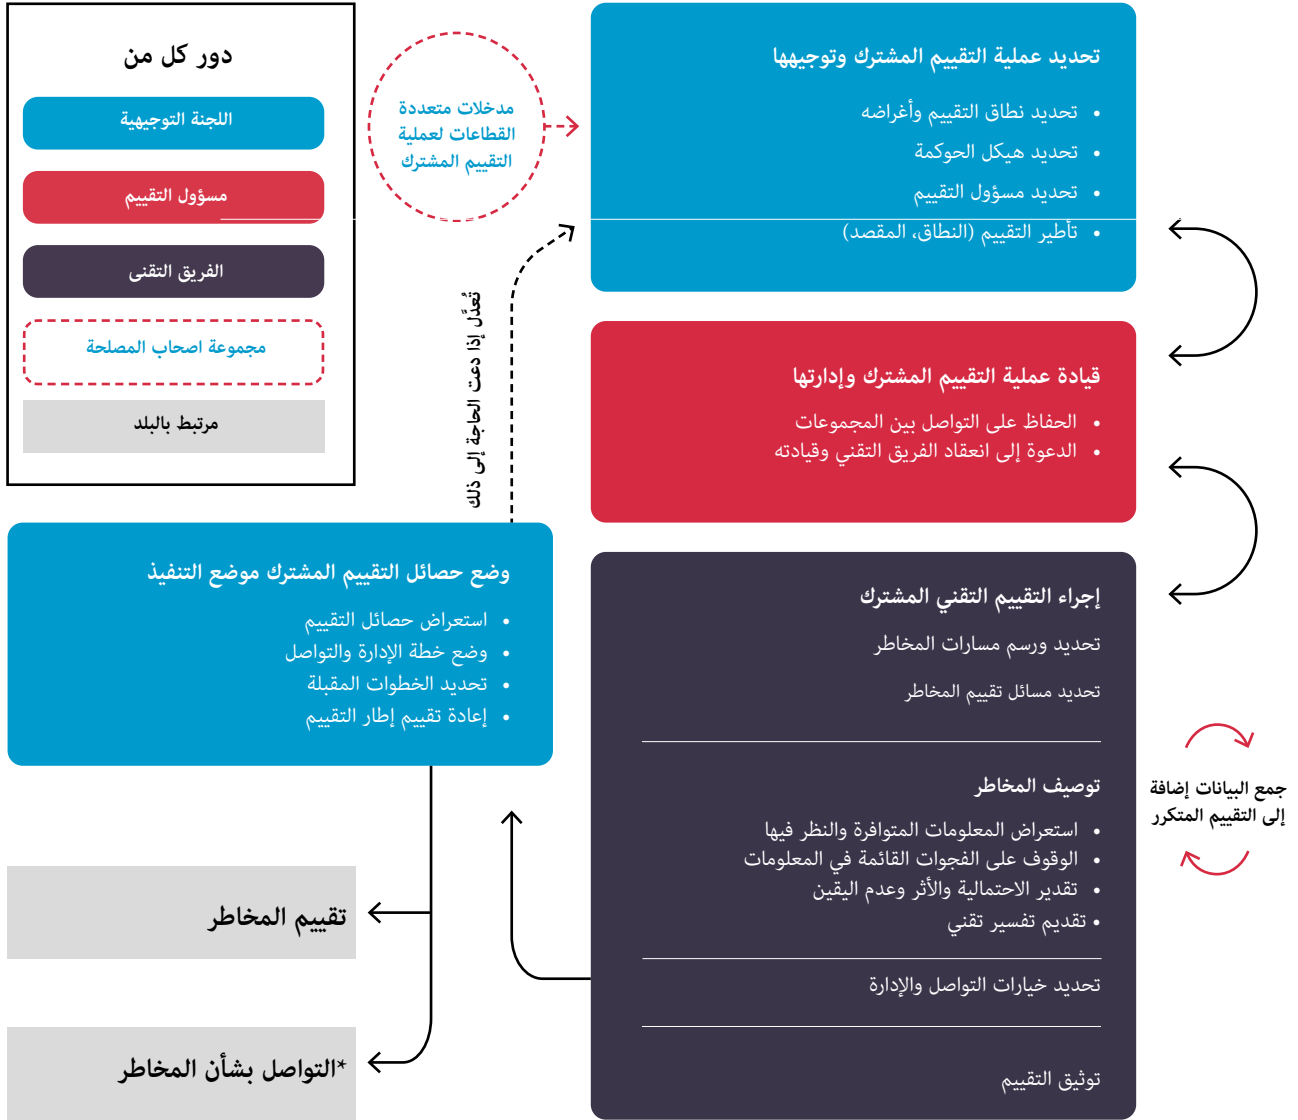 دور كل من
اللجنة التوجيهية
مسؤول التقييم
الفريق التقنى
مجموعة اصحاب المصلحة
مرتبط بالبلد
مدخلات متعددة
القطاعات لعملية
التقييم المشترك
تحديد عملية التقييم المشترك وتوجيهها
• تحديد نطاق التقييم وأغراضه
• تحديد هيكل الحوكمة
• تحديد مسؤول التقييم
• تأطير التقييم (النطاق، المقصد)
قيادة عملية التقييم المشترك وإدارتها
• الحفاظ على التواصل بين المجموعات
• الدعوة إلى انعقاد الفريق التقني وقيادته
إجراء التقييم التقني المشترك
تحديد ورسم مسارات المخاطر
تحديد مسائل تقييم المخاطر
توصيف المخاطر
• استعراض المعلومات المتوافرة والنظر فيها
• الوقوف على الفجوات القائمة في المعلومات
• تقدير الاحتمالية والأثر وعدم اليقين
• تقديم تفسير تقني
تحديد خيارات التواصل والإدارة
توثيق التقييم
جمع البيانات إضافة
إلى التقييم المتكرر
تُعدَّل إذا دعت الحاجة إلى ذلك
وضع حصائل التقييم المشترك موضع التنفيذ
• استعراض حصائل التقييم
• وضع خطة الإدارة والتواصل
• تحديد الخطوات المقبلة
• إعادة تقييم إطار التقييم
تقييم المخاطر
*التواصل بشأن المخاطر